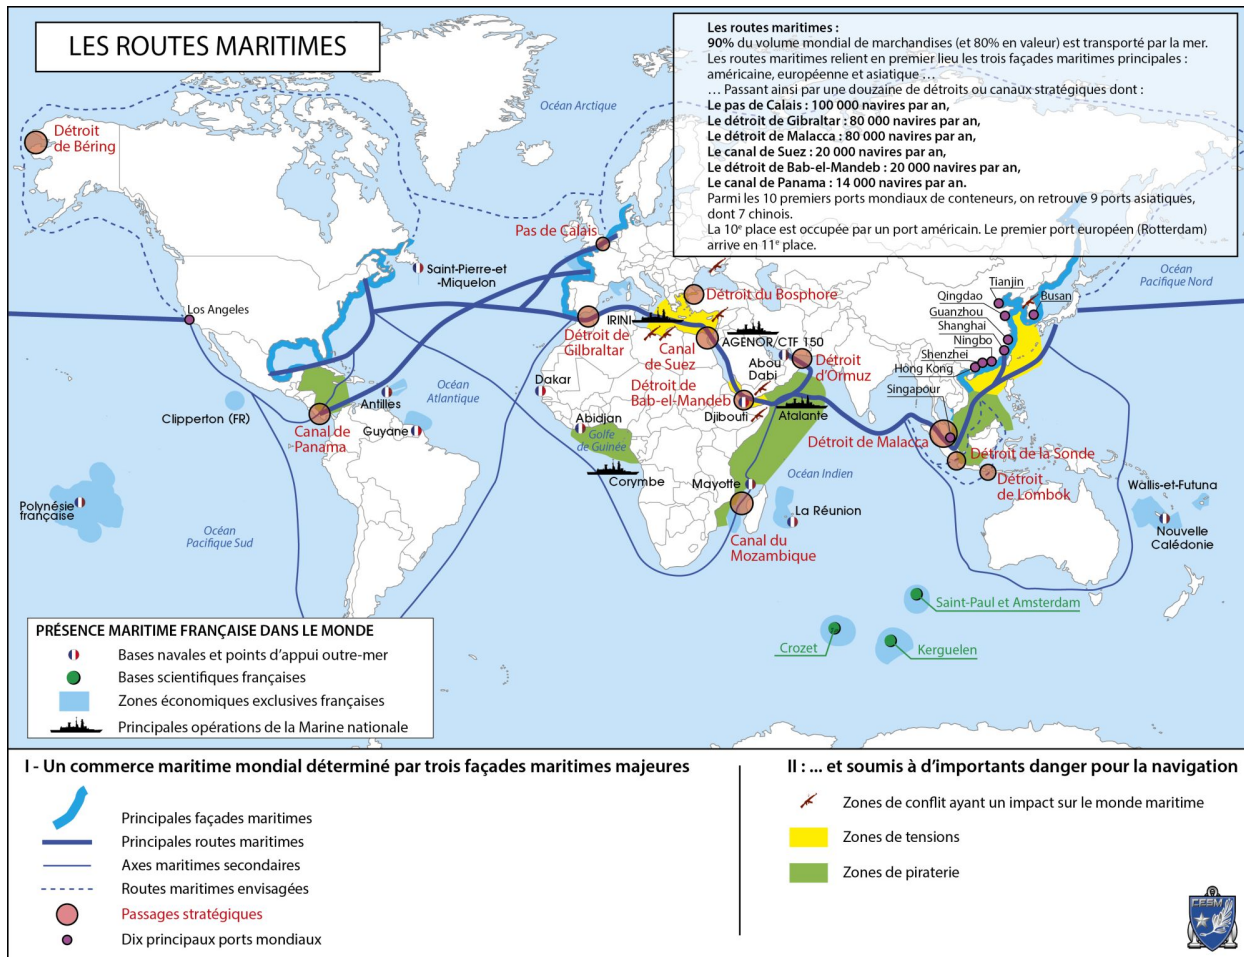 LES ROUTES MARITIMES
Les routes maritimes :
90% du volume mondial de marchandises (et 80% en valeur) est transporté par la mer.
Les routes maritimes relient en premier lieu les trois façades maritimes principales :
américaine, européenne et asiatique ...
... Passant ainsi par une douzaine de détroits ou canaux stratégiques dont :
Le pas de Calais : 100 000 navires par an,
Le détroit de Gibraltar : 80 000 navires par an,
Le détroit de Malacca : 80 000 navires par an,
Le canal de Suez : 20 000 navires par an,
Le détroit de Bab-el-Mandeb : 20 000 navires par an,
Le canal de Panama : 14 000 navires par an.
Parmi les 10 premiers ports mondiaux de conteneurs, on retrouve 9 ports asiatiques,
dont 7 chinois.
La 10e place est occupée par un port américain. Le premier port européen (Rotterdam)
arrive en 11e place.
Océan Arctique
Détroit
de Béring
Pas de Calais
Saint-Pierre-et
-Miquelon
Los Angeles
Détroit du Bosphore
Océan
Pacifique Nord
Tianjin
Qingdao
Busan
Guanzhou
Shanghai
Ningbo
Shenzhei
Hong Kong
Singapour
IRINI
Détroit de
Gilbraltar
AGENOR/CTF 150
Canal
de Suez
Abou
Dabi
Détroit
d'Ormuz
Dakar
Détroit de
Bab-el-Mandeb
Djibouti
Atalante
Océan
Atlantique
Antilles
Clipperton (FR)
Guyane
Canal de
Panama
Abidjan
Golfe
de Guinée
Corymbe
Détroit de Malacca
Détroit de la Sonde
Détroit
de Lombok
Océan Indien
Mayotte
La Réunion
Canal du
Mozambique
Wallis-et-Futuna
Nouvelle
Calédonie
Polynésie
française
Océan
Pacifique Sud
Saint-Paul et Amsterdam
Crozet
Kerguelen
PRÉSENCE MARITIME FRANÇAISE DANS LE MONDE
Bases navales et points d'appui outre-mer
Bases scientifiques françaises
Zones économiques exclusives françaises
Principales opérations de la Marine nationale
I - Un commerce maritime mondial déterminé par trois façades maritimes majeures
Principales façades maritimes
Principales routes maritimes
Axes maritimes secondaires
Routes maritimes envisagées
Passages stratégiques
Dix principaux ports mondiaux
II : ... et soumis à d'importants danger pour la navigation
Zones de conflit ayant un impact sur le monde maritime
Zones de tensions
Zones de piraterie
CESM